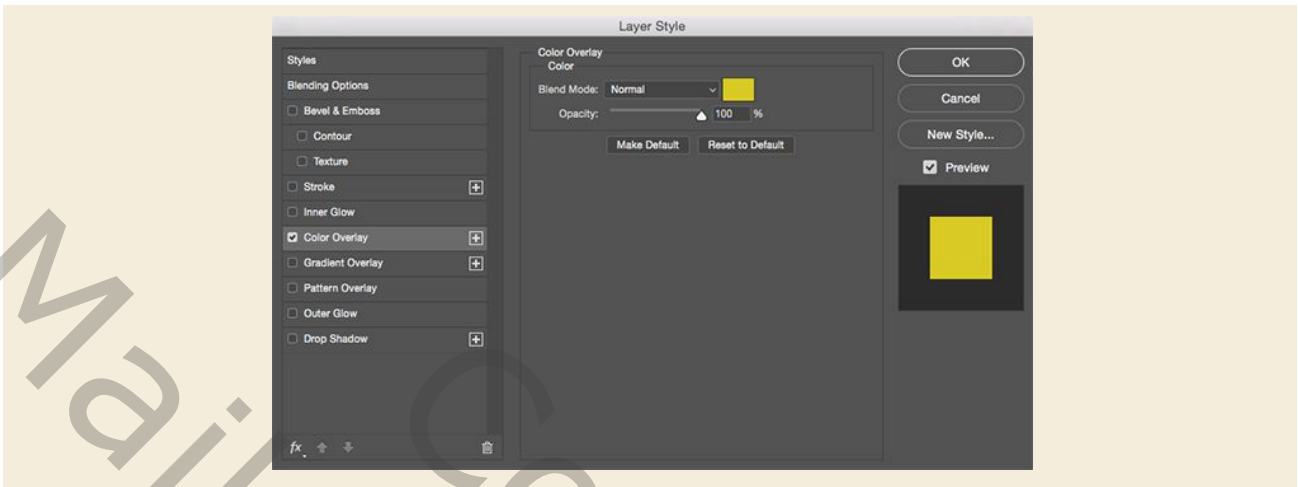 Layer Style
Styles
Blending Options
Bevel & Emboss
Contour
Texture
Stroke
Inner Glow
Color Overlay
Gradient Overlay
Pattern Overlay
Outer Glow
Drop Shadow
fx
Color Overlay
Color
Blend Mode: Normal
Opacity: 100 %
Make Default Reset to Default
OK
Cancel
New Style...
Preview